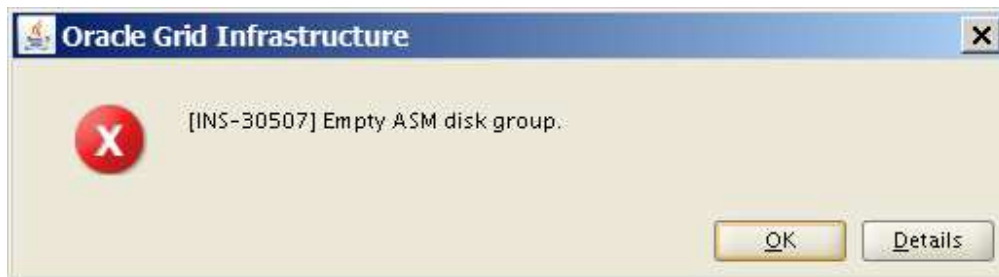 Oracle Grid Infrastructure
[INS-30507] Empty ASM disk group.
OK
Details